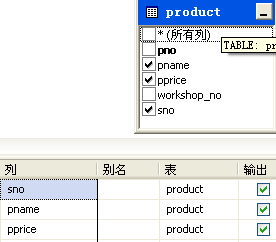 product
* (所有列)
pno
TABLE: pr
pname
pprice
workshop_no
sno
列 别名 表 输出
sno product
pname product
pprice product